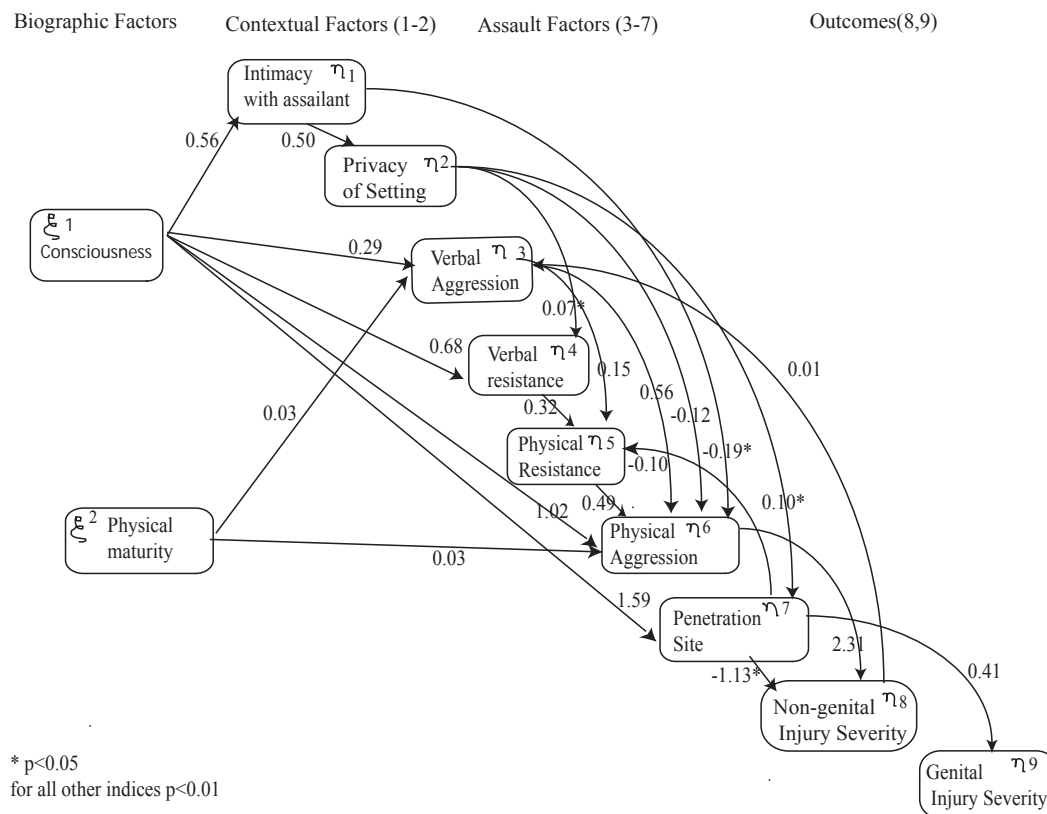 Biographic Factors
Contextual Factors (1-2)
Assault Factors (3-7)
Outcomes(8,9)
Intimacy η1
with assailant
0.56
0.50
Privacy η2
of Setting
ξ 1
Consciousness
0.29
Verbal η 3
Aggression
0.07*
0.68
Verbal η4
resistance
0.15
0.01
0.03
0.32
0.56
-0.12
Physical η5
Resistance
-0.10
-0.19*
ξ2 Physical
maturity
1.02
0.49
0.10*
0.03
Physical η6
Aggression
1.59
Penetration η7
Site
2.31
-1.13*
0.41
Non-genital η8
Injury Severity
* p<0.05
for all other indices p<0.01
Genital η9
Injury Severity